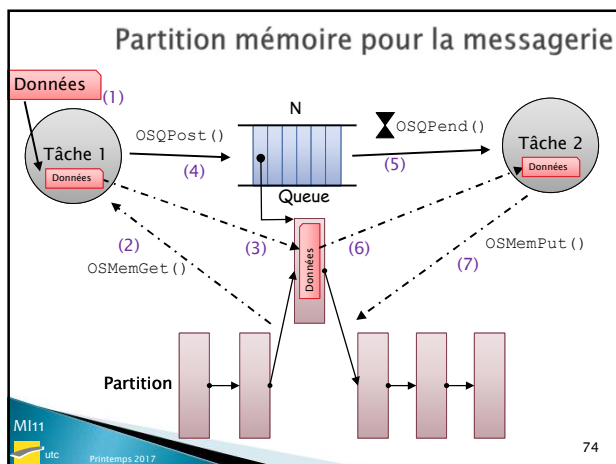 Partition mémoire pour la messagerie
Données
(1)
N
OSQPost()
OSQPend()
Tâche 1
Tâche 2
Données
Données
(4)
(5)
Queue
(2)
(3)
(6)
(7)
OSMemGet()
OSMemPut()
Données
Partition
MI11
utc
Printemps 2017
74